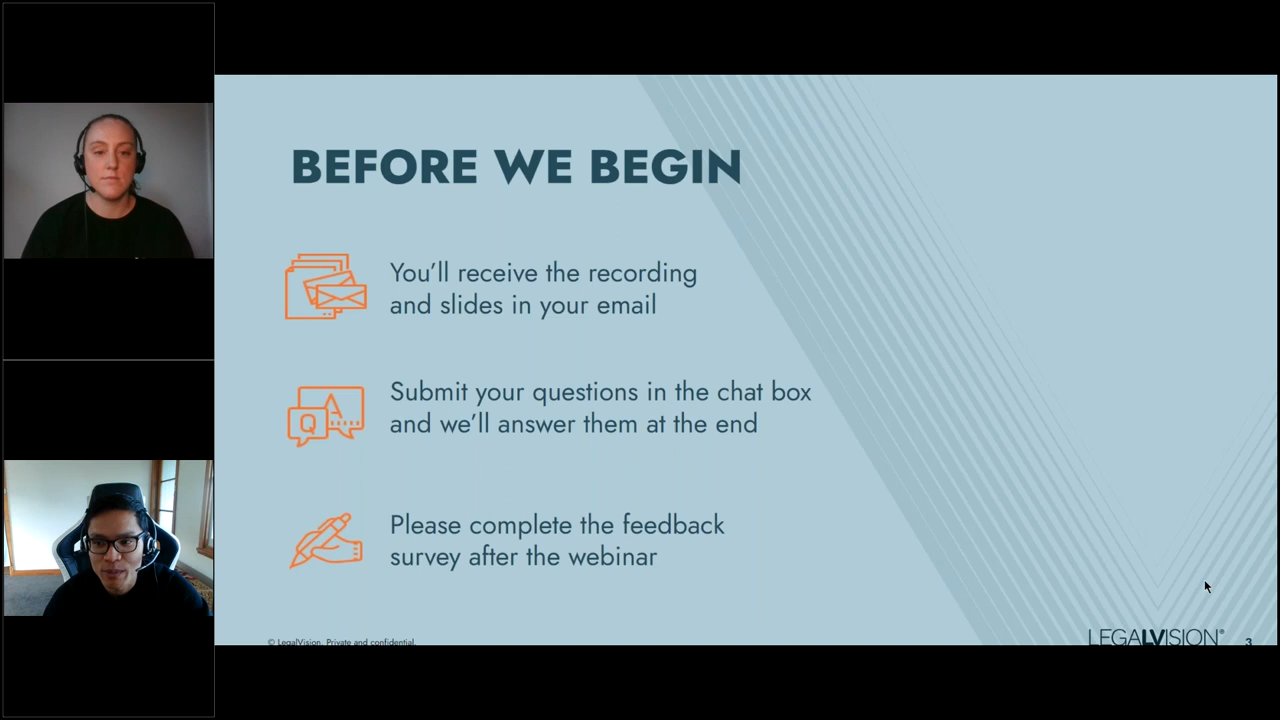 BEFORE WE BEGIN
You’ll receive the recording
and slides in your email
Q A
Submit your questions in the chat box
and we’ll answer them at the end
Please complete the feedback
survey after the webinar
© LegalVision. Private and confidential.
LEGALVISION®
3